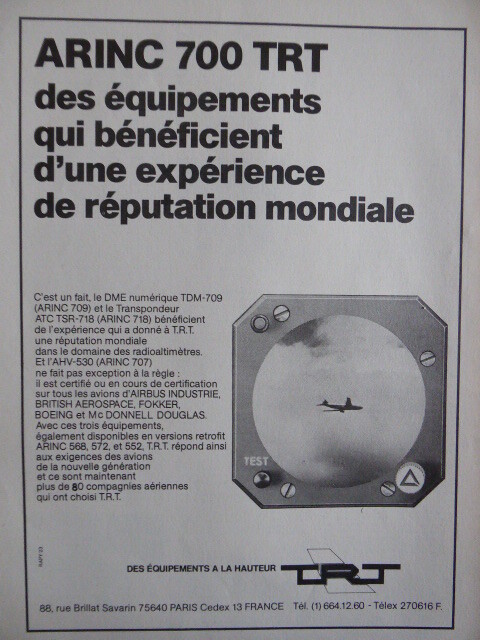 ARINC 700 TRT
des équipements
qui bénéficient
d'une expérience
de réputation mondiale
C'est un fait, le DME numérique TDM-709
(ARINC 709) et le Transpondeur
ATC TSR-718 (ARINC 718) bénéficient
de l'expérience qui a donné à T.R.T.
une réputation mondiale
dans le domaine des radioaltimètres.
Et l'AHV-530 (ARINC 707)
ne fait pas exception à la règle :
il est certifié ou en cours de certification
sur tous les avions d'AIRBUS INDUSTRIE,
BRITISH AEROSPACE, FOKKER,
BOEING et Mc DONNELL DOUGLAS.
Avec ces trois équipements,
également disponibles en versions retrofit
ARINC 568, 572, et 552, T.R.T. répond ainsi
aux exigences des avions
de la nouvelle génération
et ce sont maintenant
plus de 80 compagnies aériennes
qui ont choisi T.R.T.
TEST
DES ÉQUIPEMENTS A LA HAUTEUR
TRT
88, rue Brillat Savarin 75640 PARIS Cedex 13 FRANCE Tél. (1) 664.12.60 - Télex 270616 F.